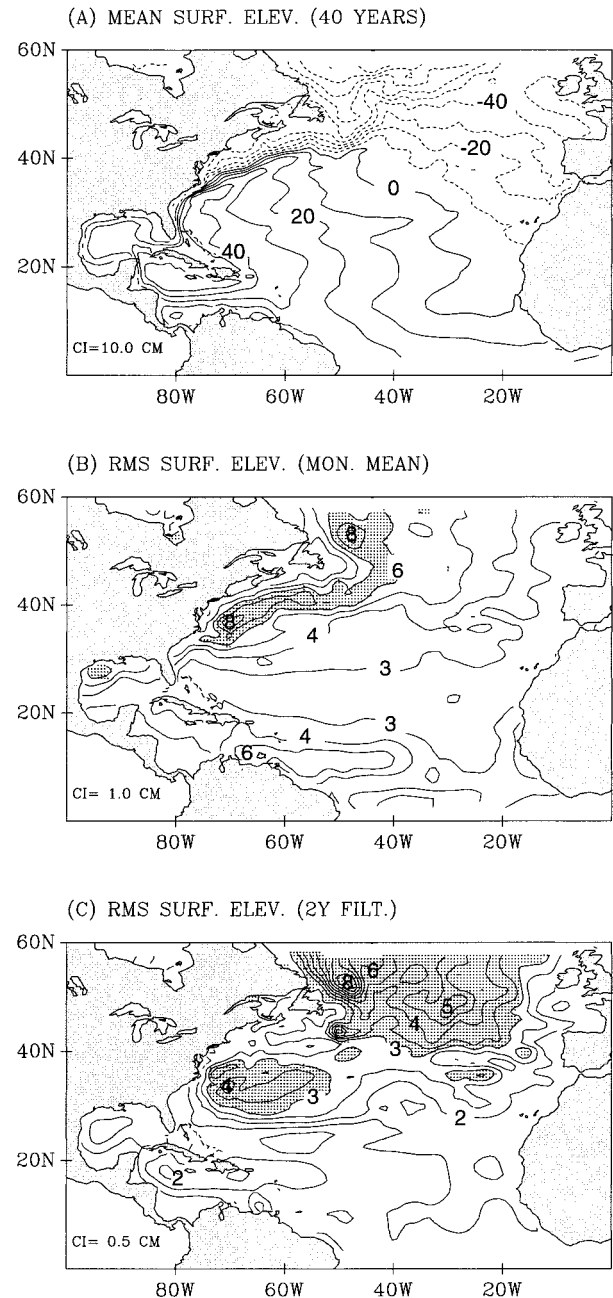 (A) MEAN SURF. ELEV. (40 YEARS)
60N
-40
40N
-20
0
20
40
20N
CI=10.0 CM
80W 60W 40W 20W
(B) RMS SURF. ELEV. (MON. MEAN)
60N
8
6
40N
8
4
3
20N
3
4
6
CI= 1.0 CM
80W 60W 40W 20W
(C) RMS SURF. ELEV. (2Y FILT.)
60N
6
8
5
4
40N
3
4
3
2
20N
2
CI= 0.5 CM
80W 60W 40W 20W